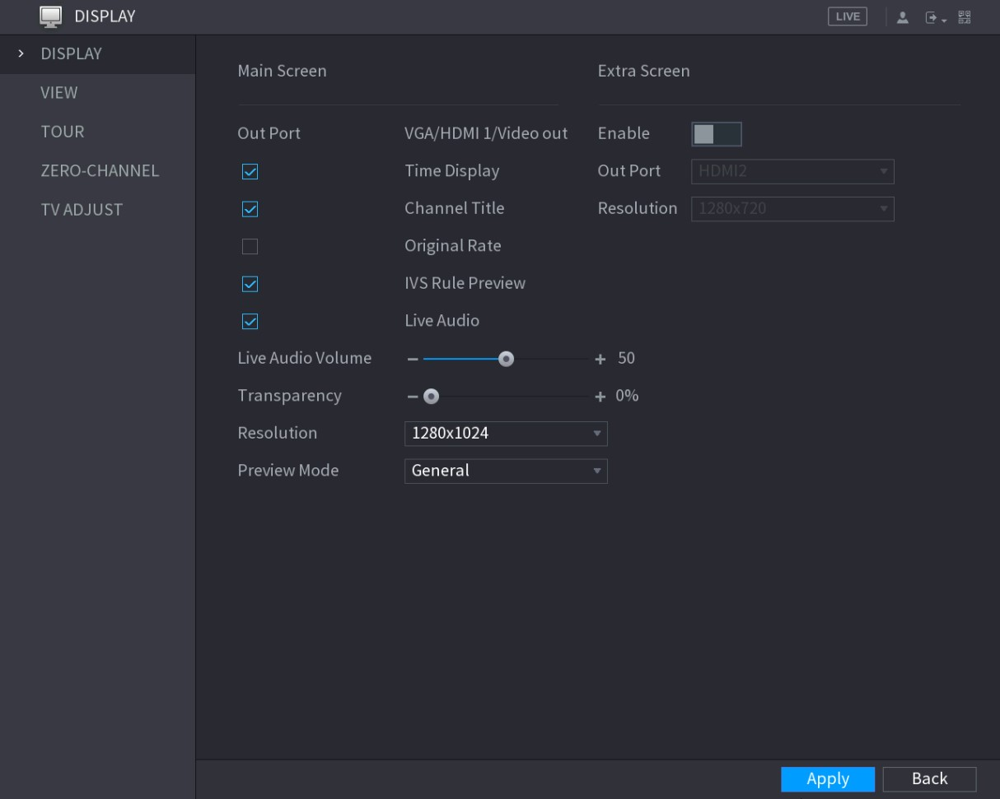 DISPLAY
LIVE
DISPLAY
VIEW
TOUR
ZERO-CHANNEL
TV ADJUST
Main Screen
Out Port VGA/HDMI 1/Video out
Time Display
Channel Title
Original Rate
IVS Rule Preview
Live Audio
Live Audio Volume 50
Transparency 0%
Resolution 1280x1024
Preview Mode General
Extra Screen
Enable
Out Port HDMI2
Resolution 1280x720
Apply Back